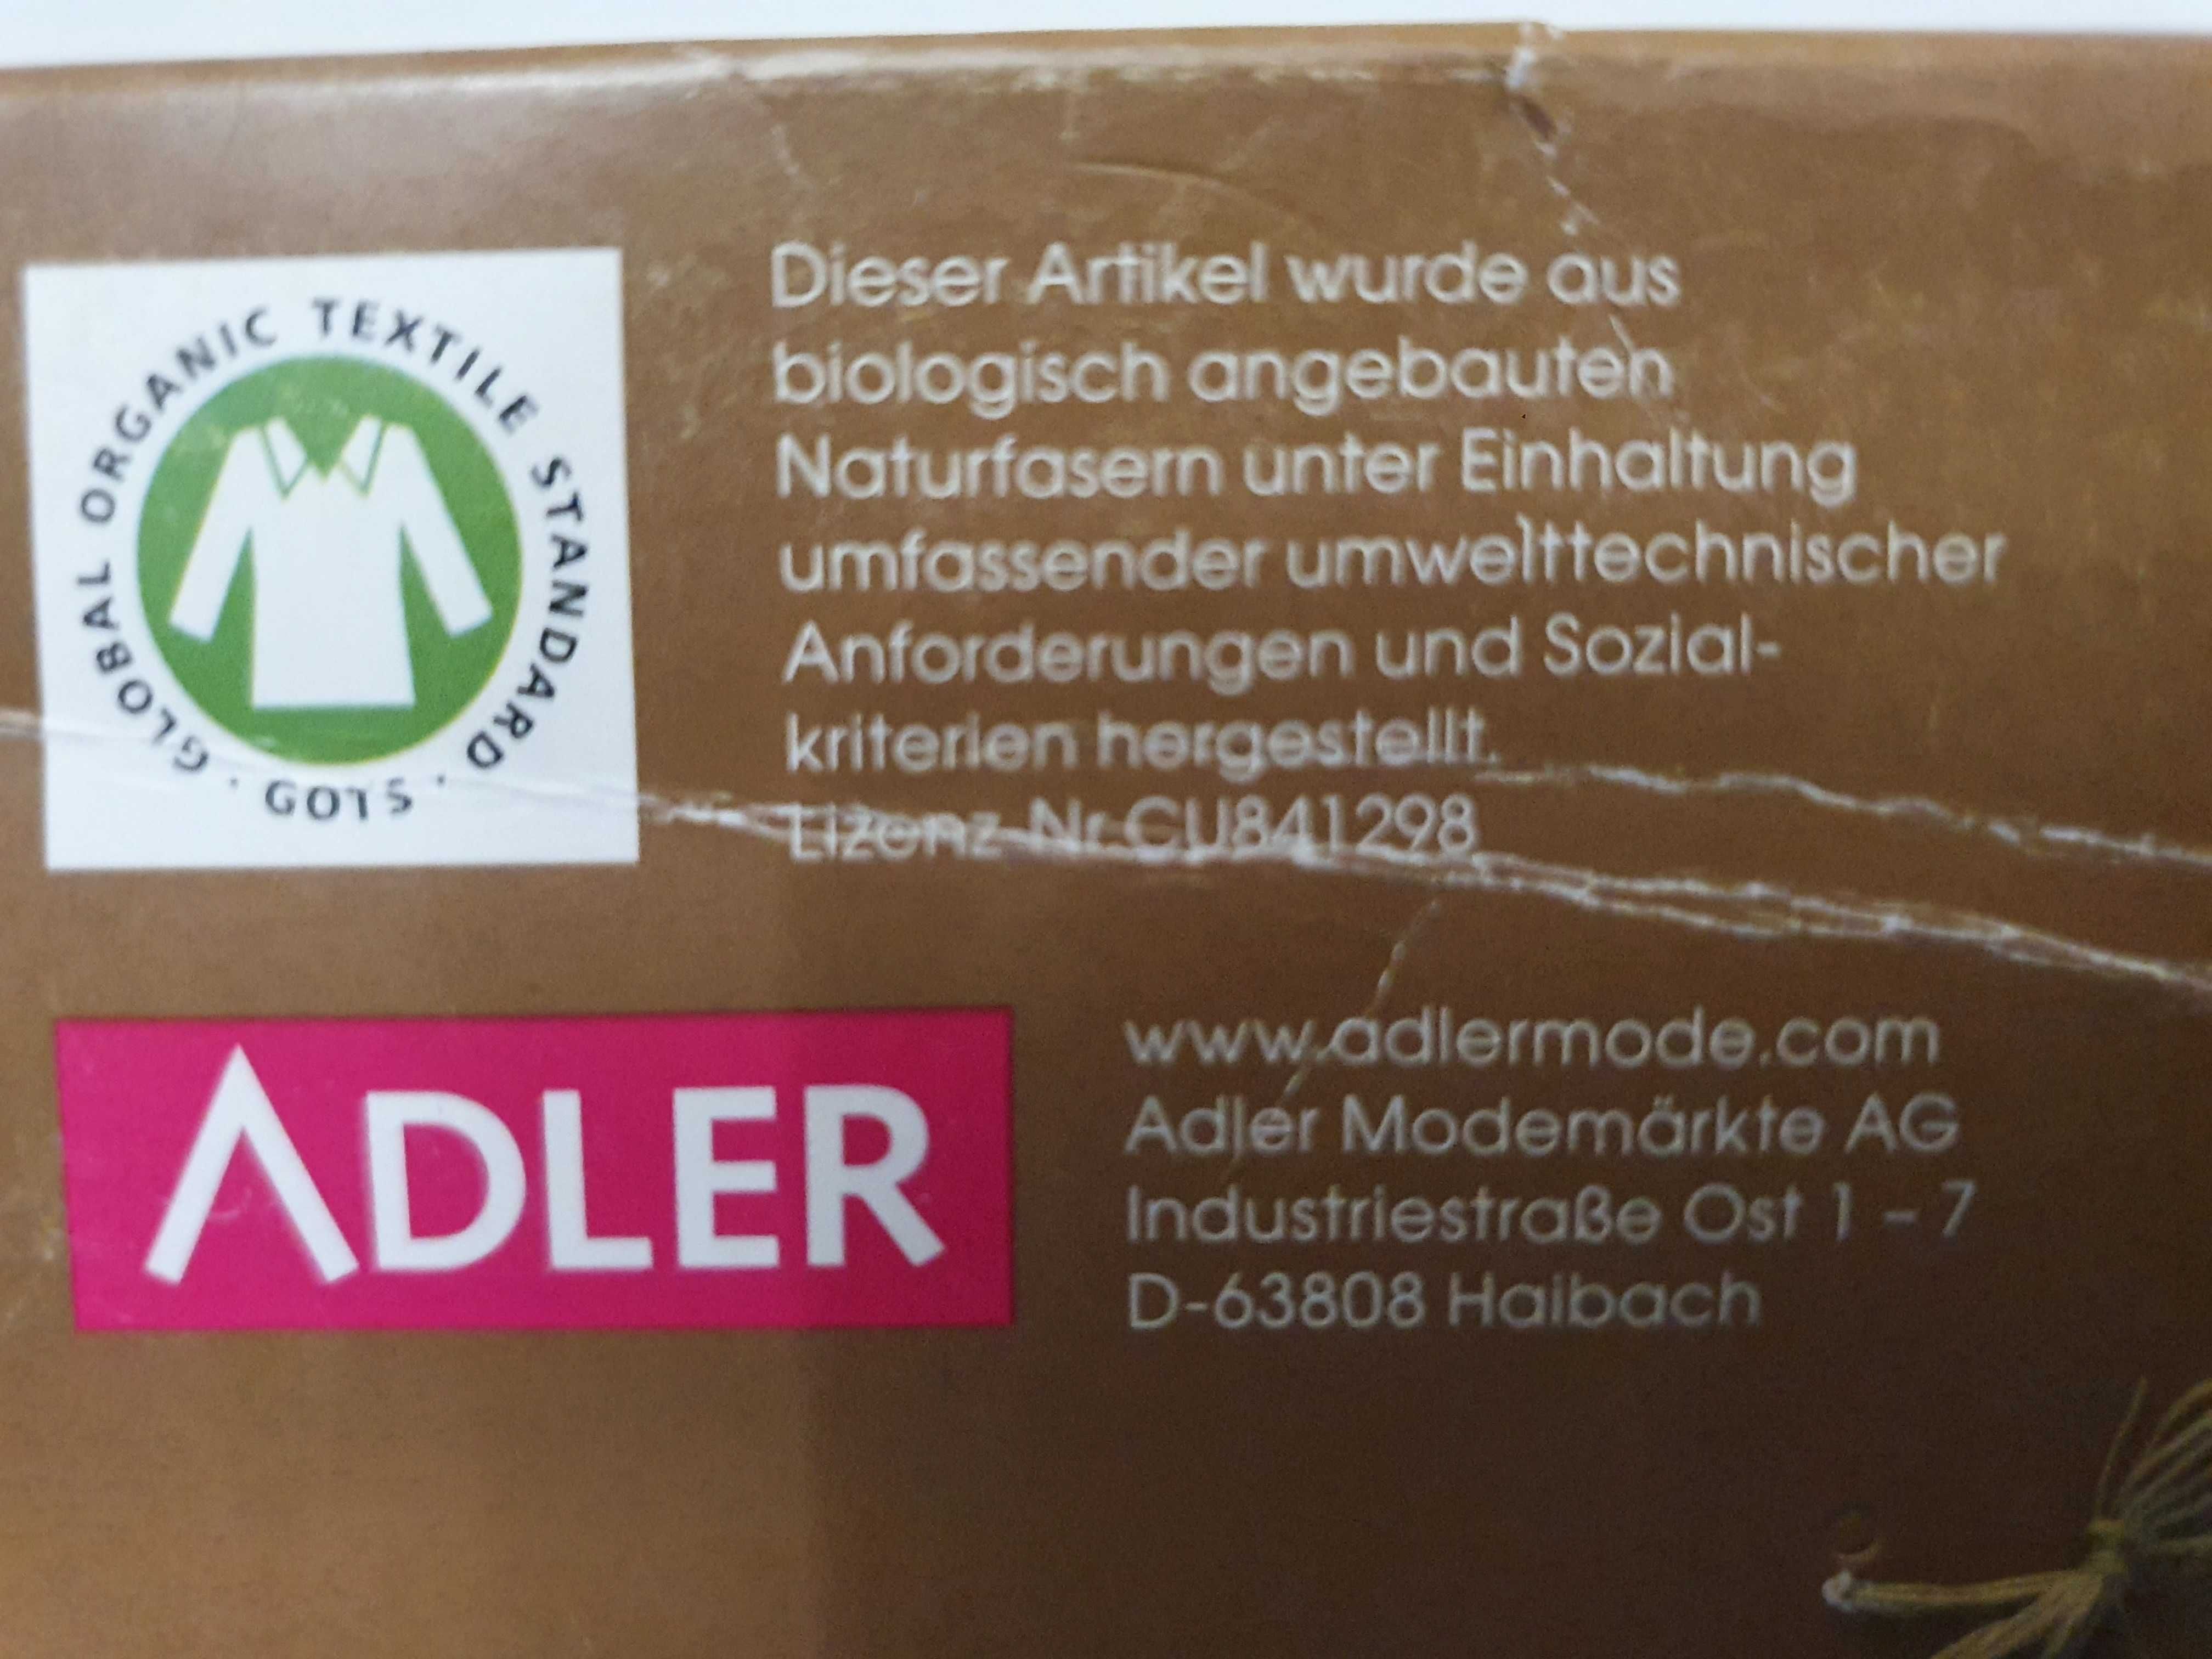 GLOBAL ORGANIC TEXTILE STANDARD · GOTS ·
Dieser Artikel wurde aus
biologisch angebauten
Naturfasern unter Einhaltung
umfassender umwelttechnischer
Anforderungen und Sozial-
kriterien hergestellt.
Lizenz Nr.CU841298
ADLER
www.adlermode.com
Adler Modemärkte AG
Industriestraße Ost 1 – 7
D-63808 Haibach